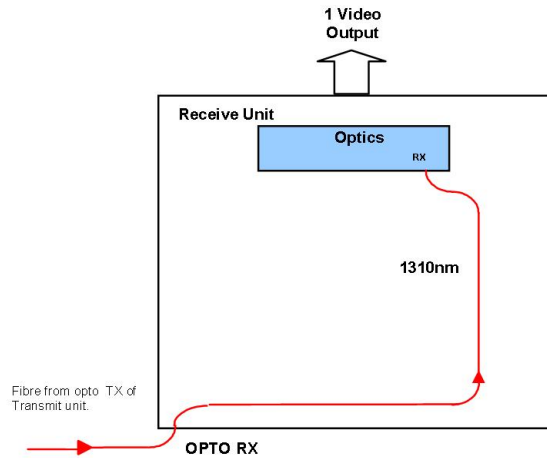 1 Video
Output
Receive Unit
Optics
RX
1310nm
Fibre from opto TX of
Transmit unit.
OPTO RX